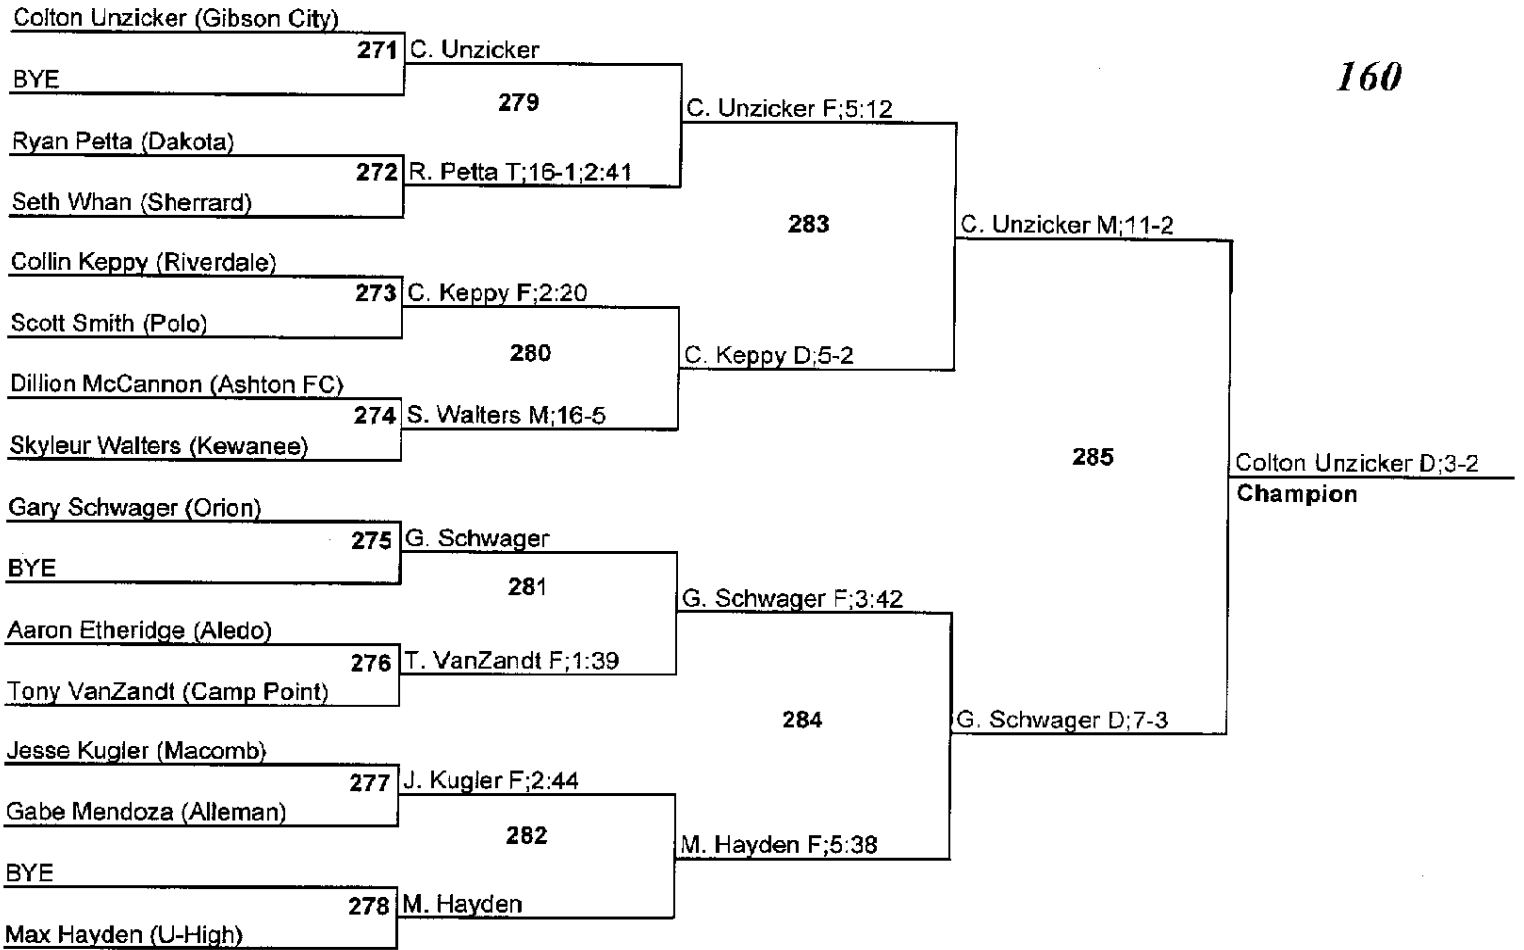 Colton Unzicker (Gibson City)
271 C. Unzicker
BYE
160
279
C. Unzicker F;5:12
Ryan Petta (Dakota)
272 R. Petta T;16-1;2:41
Seth Whan (Sherrard)
283
C. Unzicker M;11-2
Collin Keppy (Riverdale)
273 C. Keppy F;2:20
Scott Smith (Polo)
280
C. Keppy D;5-2
Dillion McCannon (Ashton FC)
274 S. Walters M;16-5
Skyleur Walters (Kewanee)
285
Colton Unzicker D;3-2
Champion
Gary Schwager (Orion)
275 G. Schwager
BYE
281
G. Schwager F;3:42
Aaron Etheridge (Aledo)
276 T. VanZandt F;1:39
Tony VanZandt (Camp Point)
284
G. Schwager D;7-3
Jesse Kugler (Macomb)
277 J. Kugler F;2:44
Gabe Mendoza (Alleman)
282
M. Hayden F;5:38
BYE
278 M. Hayden
Max Hayden (U-High)